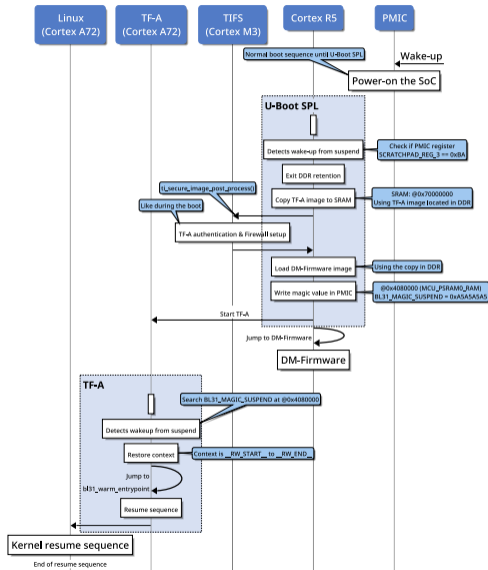 Linux
(Cortex A72)
TF-A
(Cortex A72)
TIFS
(Cortex M3)
Cortex R5
PMIC
Normal boot sequence until U-Boot SPL
Wake-up
Power-on the SoC
U-Boot SPL
Detects wake-up from suspend
Check if PMIC register
SCRATCHPAD_REG_3 == 0xBA
Exit DDR retention
ti_secure_image_post_process()
Copy TF-A image to SRAM
SRAM: @0x70000000
Using TF-A image located in DDR
Like during the boot
TF-A authentication & Firewall setup
Load DM-Firmware image
Using the copy in DDR
Write magic value in PMIC
@0x4080000 (MCU_PSRAM0_RAM)
BL31_MAGIC_SUSPEND = 0xA5A5A5A5
Start TF-A
Jump to DM-Firmware
DM-Firmware
TF-A
Search BL31_MAGIC_SUSPEND at @0x4080000
Detects wakeup from suspend
Restore context
Context is __RW_START__ to __RW_END__
Jump to
bl31_warm_entrypoint
Resume sequence
Kernel resume sequence
End of resume sequence